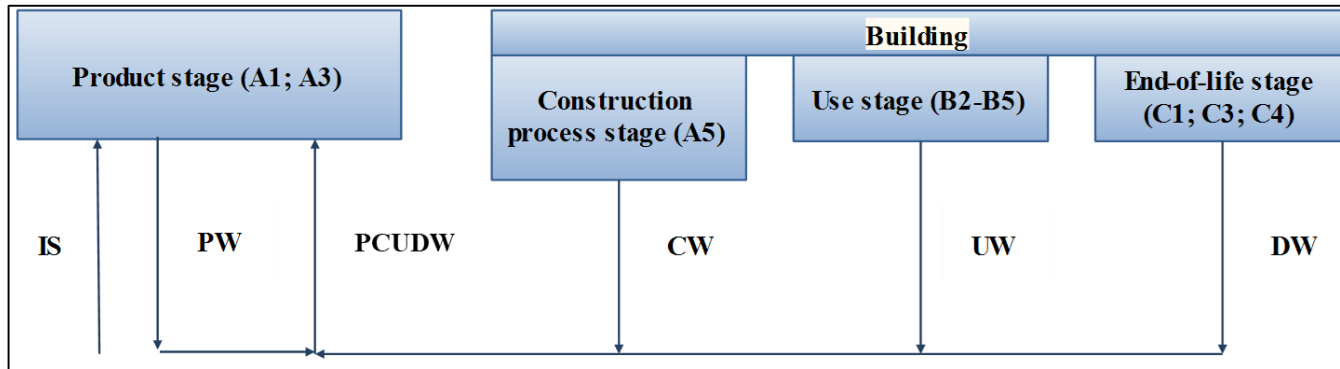 Building
Product stage (A1; A3)
Construction
process stage (A5)
Use stage (B2-B5)
End-of-life stage
(C1; C3; C4)
IS
PW
PCUDW
CW
UW
DW